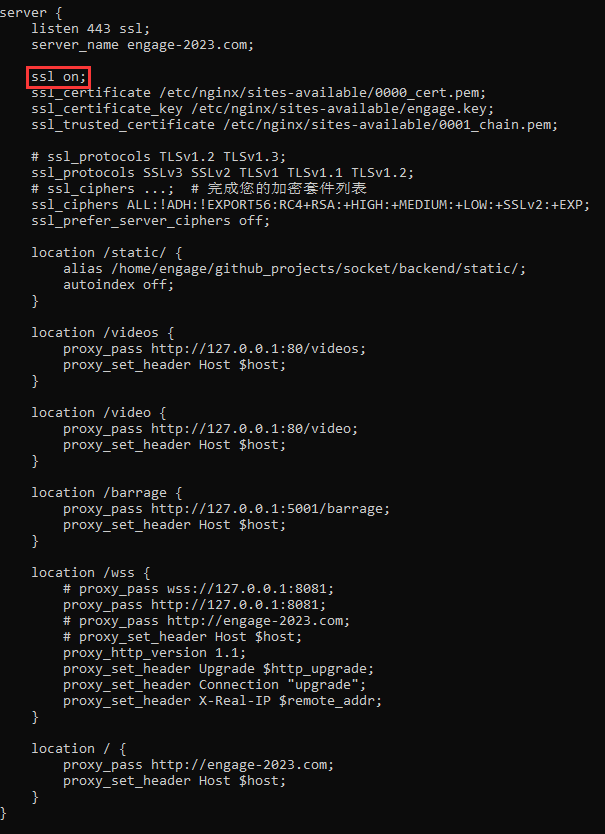 server {
    listen 443 ssl;
    server_name engage-2023.com;

    ssl on;
    ssl_certificate /etc/nginx/sites-available/0000_cert.pem;
    ssl_certificate_key /etc/nginx/sites-available/engage.key;
    ssl_trusted_certificate /etc/nginx/sites-available/0001_chain.pem;

    # ssl_protocols TLSv1.2 TLSv1.3;
    ssl_protocols SSLv3 SSLv2 TLSv1 TLSv1.1 TLSv1.2;
    # ssl_ciphers ...;  # 完成您的加密套件列表
    ssl_ciphers ALL:!ADH:!EXPORT56:RC4+RSA:+HIGH:+MEDIUM:+LOW:+SSLv2:+EXP;
    ssl_prefer_server_ciphers off;

    location /static/ {
        alias /home/engage/github_projects/socket/backend/static/;
        autoindex off;
    }

    location /videos {
        proxy_pass http://127.0.0.1:80/videos;
        proxy_set_header Host $host;
    }

    location /video {
        proxy_pass http://127.0.0.1:80/video;
        proxy_set_header Host $host;
    }

    location /barrage {
        proxy_pass http://127.0.0.1:5001/barrage;
        proxy_set_header Host $host;
    }

    location /wss {
        # proxy_pass wss://127.0.0.1:8081;
        proxy_pass http://127.0.0.1:8081;
        # proxy_pass http://engage-2023.com;
        # proxy_set_header Host $host;
        proxy_http_version 1.1;
        proxy_set_header Upgrade $http_upgrade;
        proxy_set_header Connection "upgrade";
        proxy_set_header X-Real-IP $remote_addr;
    }

    location / {
        proxy_pass http://engage-2023.com;
        proxy_set_header Host $host;
    }
}